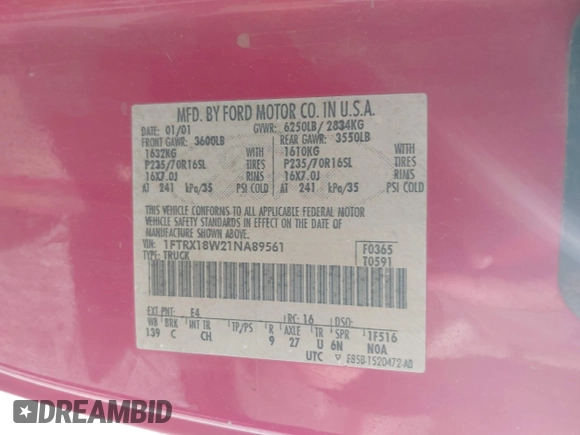 MFD. BY FORD MOTOR CO. IN U.S.A.
DATE: 01/01 GVWR: 6250LB/ 2834KG
FRONT GAWR: 3600LB REAR GAWR: 3550LB
1632KG WITH 1610KG WITH
P235/70R16SL TIRES P235/70R16SL TIRES
16X7.0J RIMS 16X7.0J RIMS
AT 241 kPa/35 PSI COLD AT 241 kPa/35 PSI COLD
THIS VEHICLE CONFORMS TO ALL APPLICABLE FEDERAL MOTOR
VEHICLE SAFETY STANDARDS IN EFFECT ON THE DATE OF
MANUFACTURE SHOWN ABOVE.
VIN: 1FTRX18W21NA89561 F0365
TYPE: TRUCK T0591
EXT PNT: E4 RC: 16 DSO:
WB BRK INT TR TP/PS R AXLE TR SPR 1F516
139 C CH 9 27 U 6N N0A
UTC F85B-1520472-AD
DREAMBID